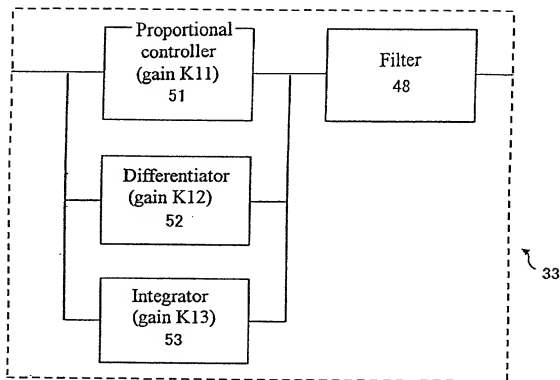 Proportional
controller
(gain K11)
51
Filter
48
Differentiator
(gain K12)
52
Integrator
(gain K13)
53
33